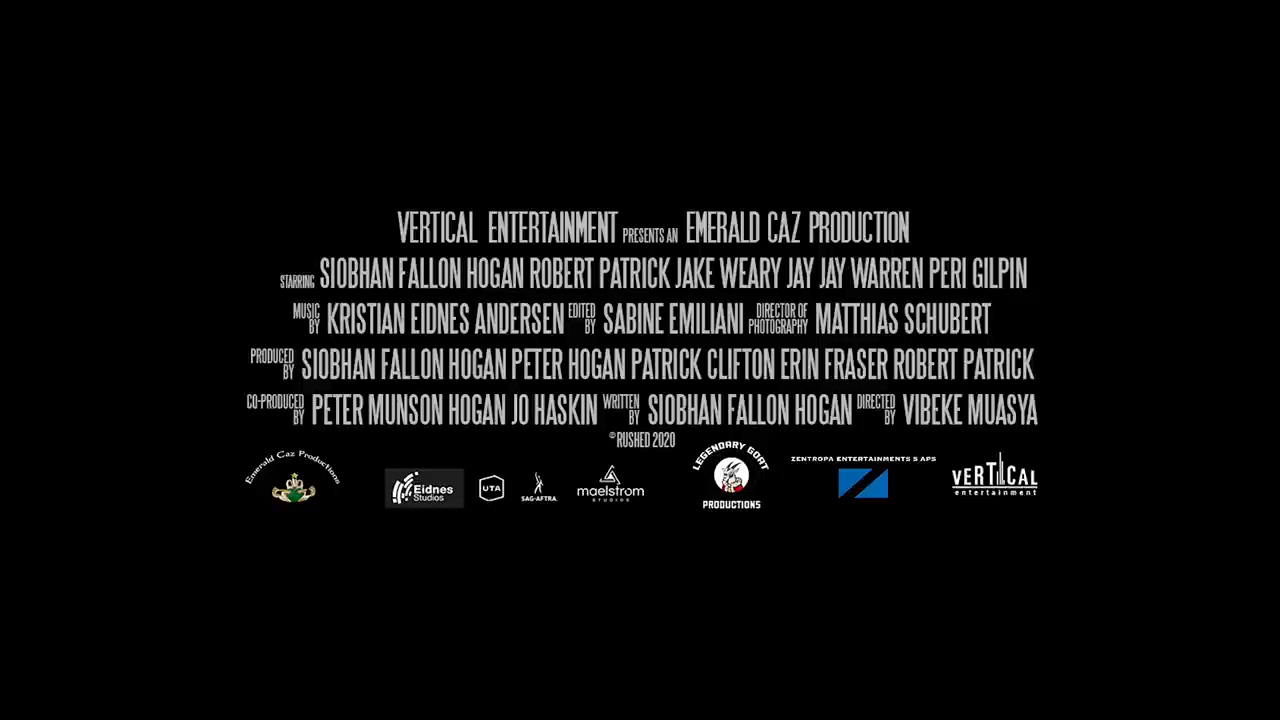 VERTICAL ENTERTAINMENT PRESENTS AN EMERALD CAZ PRODUCTION
STARRING SIOBHAN FALLON HOGAN ROBERT PATRICK JAKE WEARY JAY JAY WARREN PERI GILPIN
MUSIC BY KRISTIAN EIDNES ANDERSEN EDITED BY SABINE EMILIANI DIRECTOR OF PHOTOGRAPHY MATTHIAS SCHUBERT
PRODUCED BY SIOBHAN FALLON HOGAN PETER HOGAN PATRICK CLIFTON ERIN FRASER ROBERT PATRICK
CO-PRODUCED BY PETER MUNSON HOGAN JO HASKIN WRITTEN BY SIOBHAN FALLON HOGAN DIRECTED BY VIBEKE MUASYA
© RUSHED 2020
Emerald Caz Productions
Eidnes
Studios
UTA
SAG-AFTRA
maelstrom
STUDIOS
LEGENDARY GOAT
PRODUCTIONS
ZENTROPA ENTERTAINMENTS 5 APS
VERTICAL
entertainment